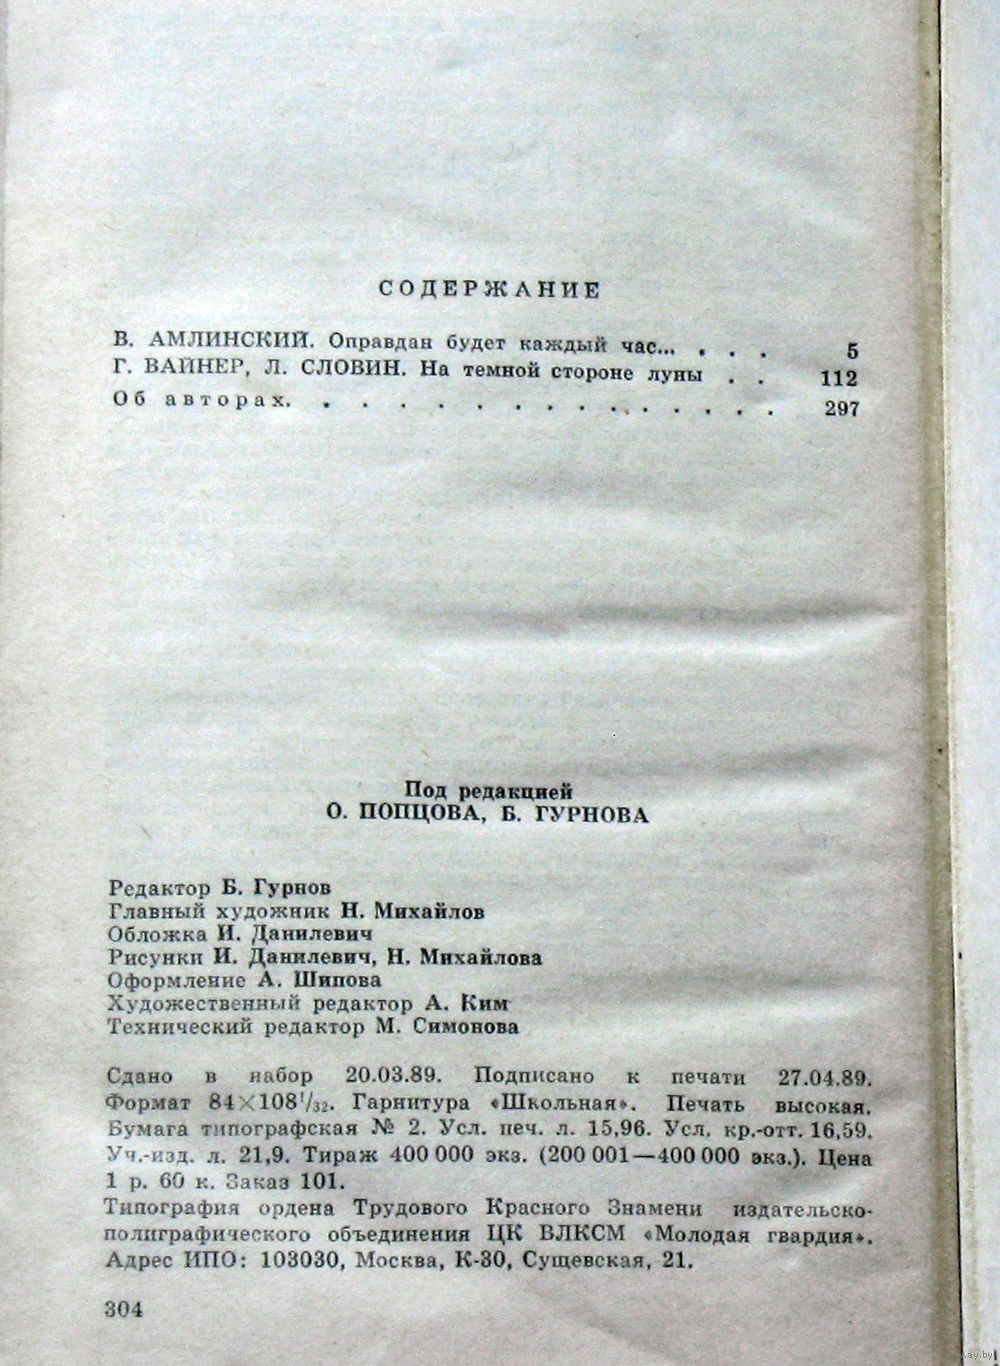 СОДЕРЖАНИЕ
В. АМЛИНСКИЙ. Оправдан будет каждый час... . . . 5
Г. ВАЙНЕР, Л. СЛОВИН. На темной стороне луны . . 112
Об авторах. . . . . . . . . . . . . . 297
Под редакцией
О. ПОПЦОВА, Б. ГУРНОВА
Редактор Б. Гурнов
Главный художник Н. Михайлов
Обложка И. Данилевич
Рисунки И. Данилевич, Н. Михайлова
Оформление А. Шипова
Художественный редактор А. Ким
Технический редактор М. Симонова
Сдано в набор 20.03.89. Подписано к печати 27.04.89.
Формат 84×108¹/₃₂. Гарнитура «Школьная». Печать высокая.
Бумага типографская № 2. Усл. печ. л. 15,96. Усл. кр.-отт. 16,59.
Уч.-изд. л. 21,9. Тираж 400 000 экз. (200 001—400 000 экз.). Цена
1 р. 60 к. Заказ 101.
Типография ордена Трудового Красного Знамени издательско-
полиграфического объединения ЦК ВЛКСМ «Молодая гвардия».
Адрес ИПО: 103030, Москва, К-30, Сущевская, 21.
304